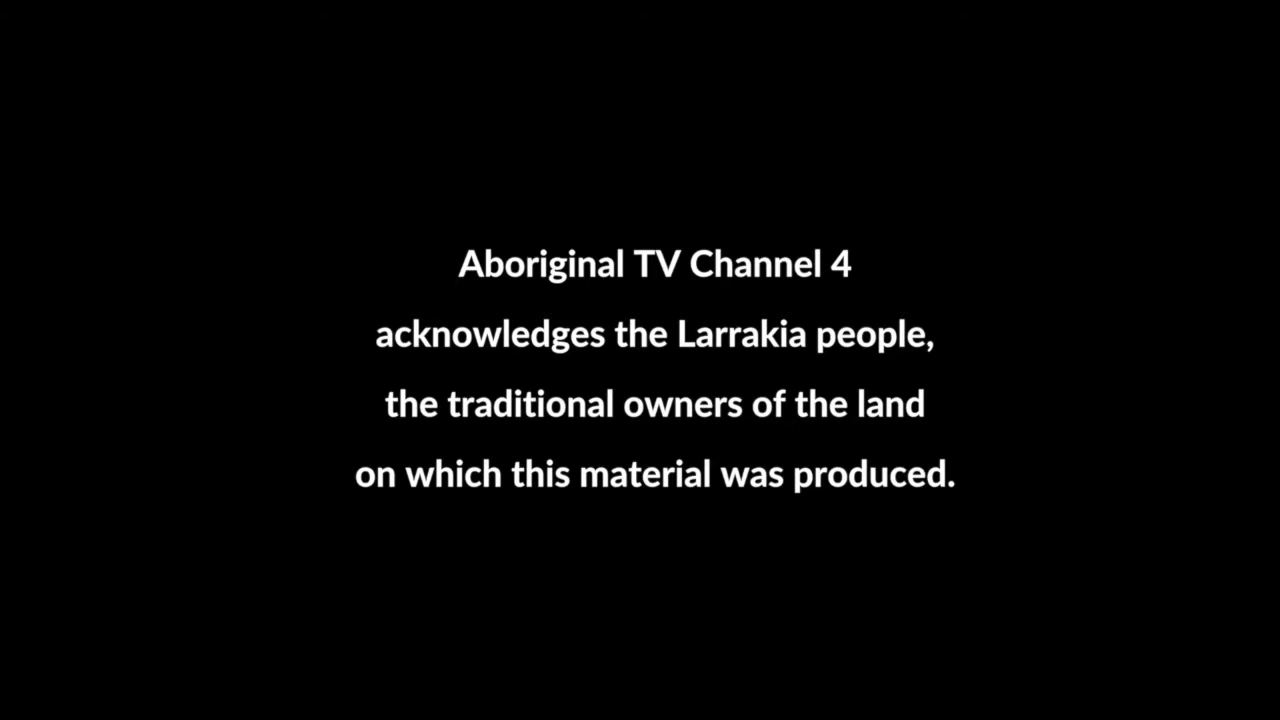 Aboriginal TV Channel 4
acknowledges the Larrakia people,
the traditional owners of the land
on which this material was produced.